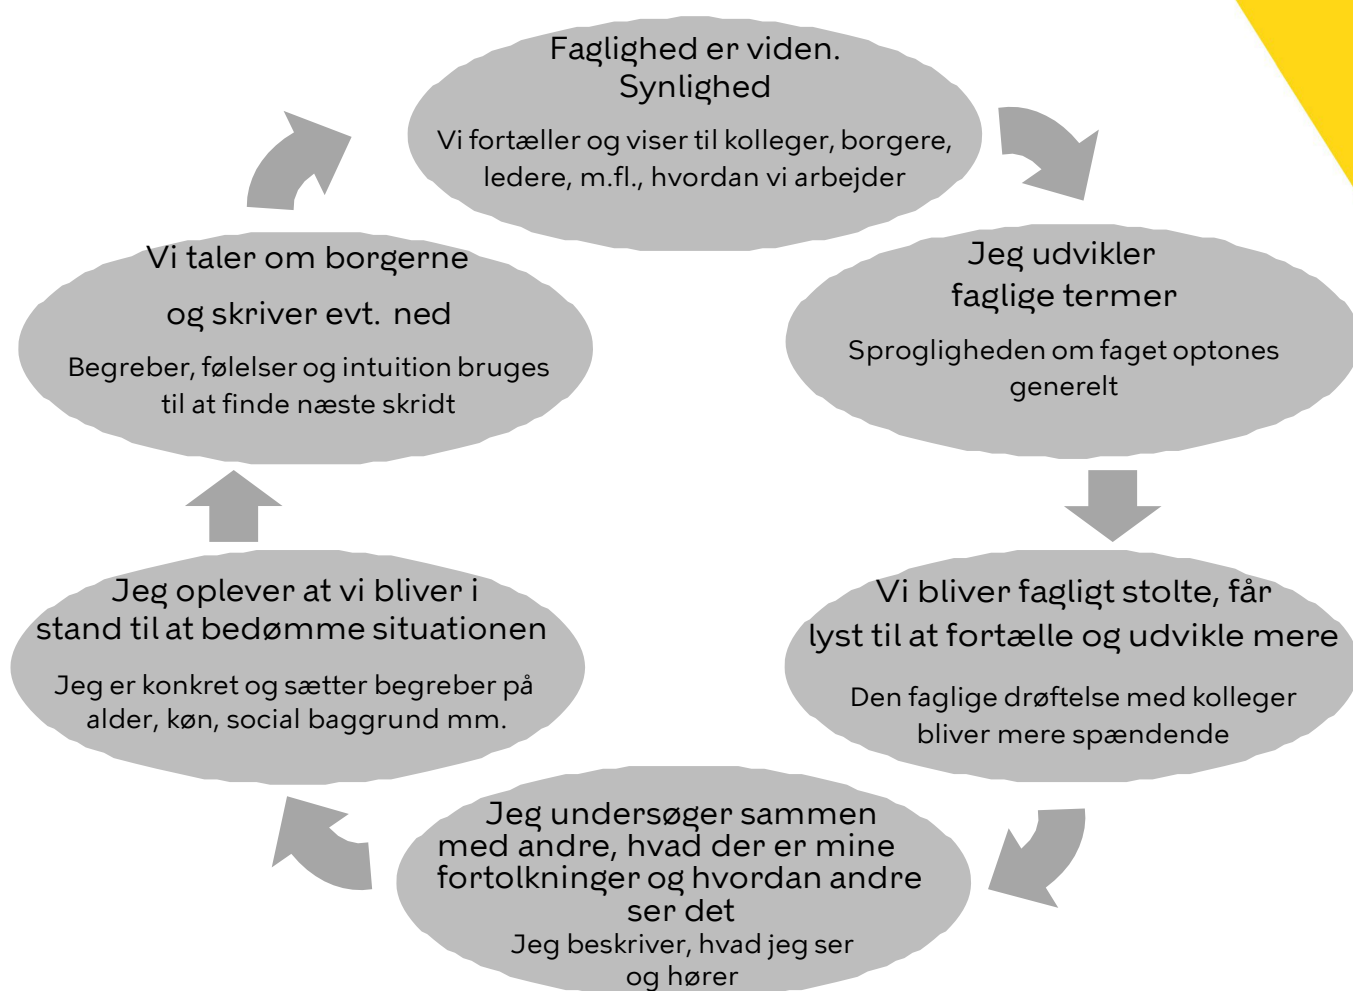 Faglighed er viden.
Synlighed
Vi fortæller og viser til kolleger, borgere,
ledere, m.fl., hvordan vi arbejder
Jeg udvikler
faglige termer
Sprogligheden om faget optones
generelt
Vi bliver fagligt stolte, får
lyst til at fortælle og udvikle mere
Den faglige drøftelse med kolleger
bliver mere spændende
Jeg undersøger sammen
med andre, hvad der er mine
fortolkninger og hvordan andre
ser det
Jeg beskriver, hvad jeg ser
og hører
Jeg oplever at vi bliver i
stand til at bedømme situationen
Jeg er konkret og sætter begreber på
alder, køn, social baggrund mm.
Vi taler om borgerne
og skriver evt. ned
Begreber, følelser og intuition bruges
til at finde næste skridt